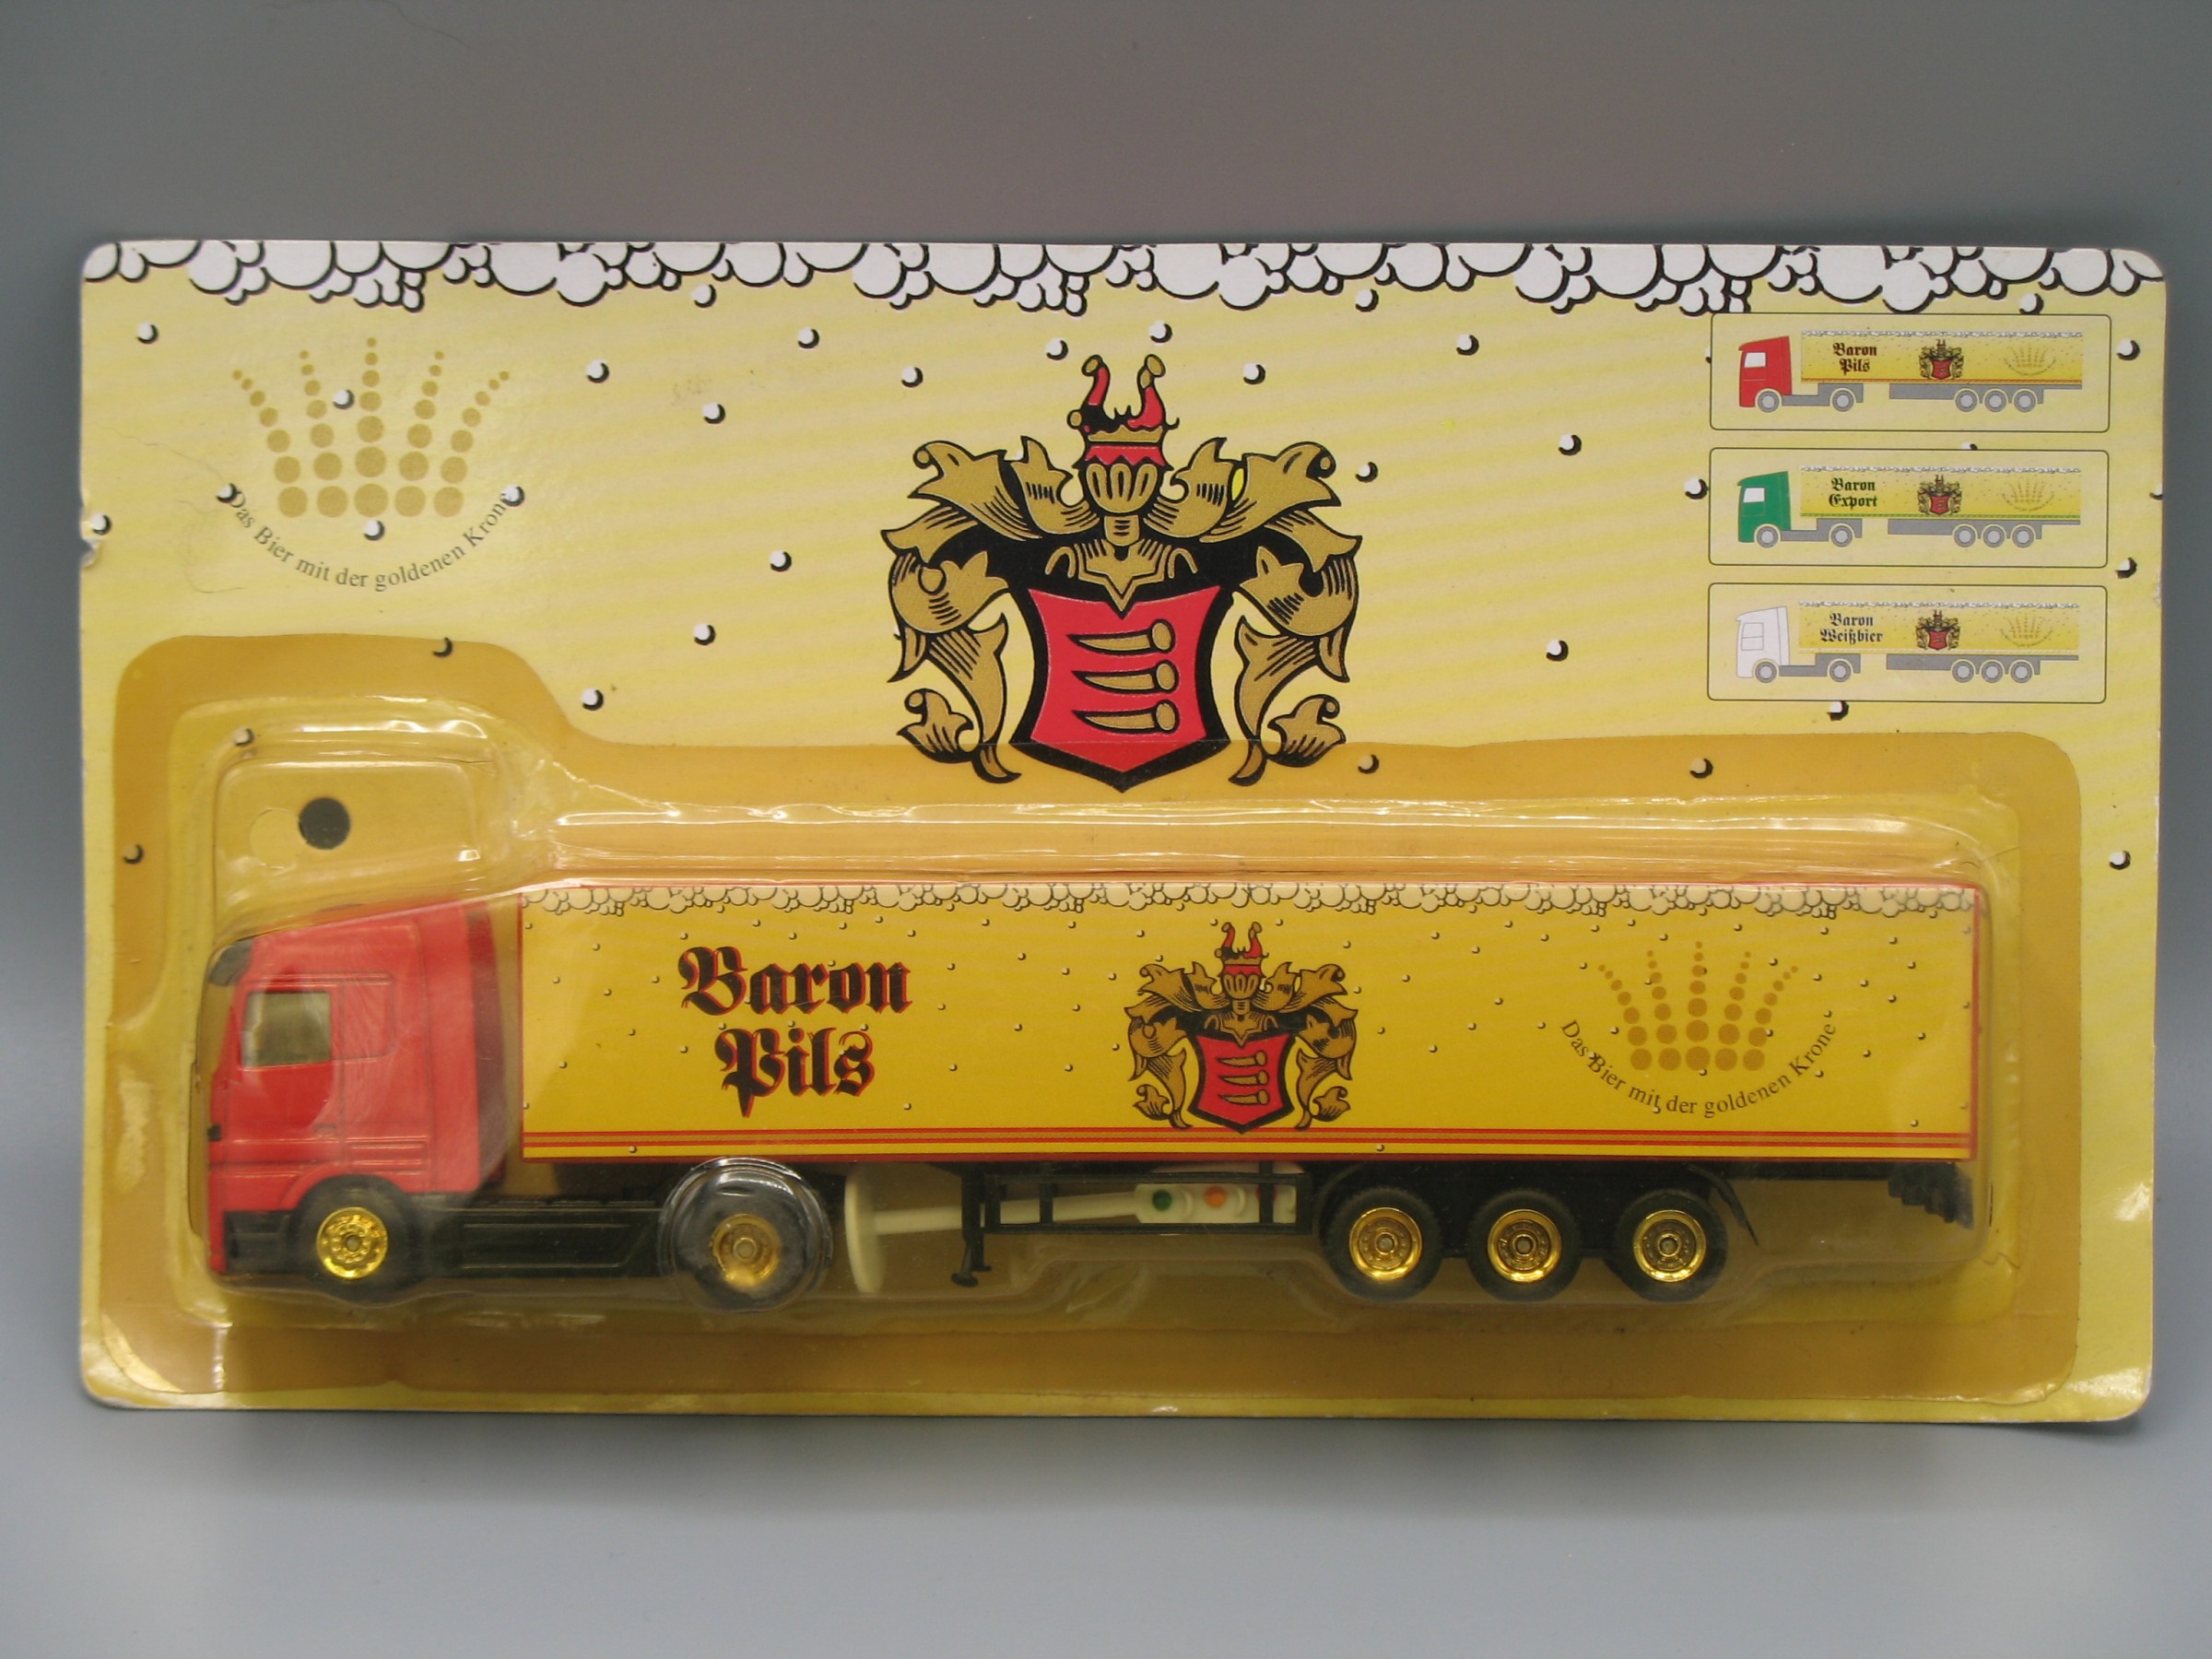 Das Bier mit der goldenen Krone
Baron
Pils
Baron
Export
Baron
Weißbier
Baron
Pils
Das Bier mit der goldenen Krone